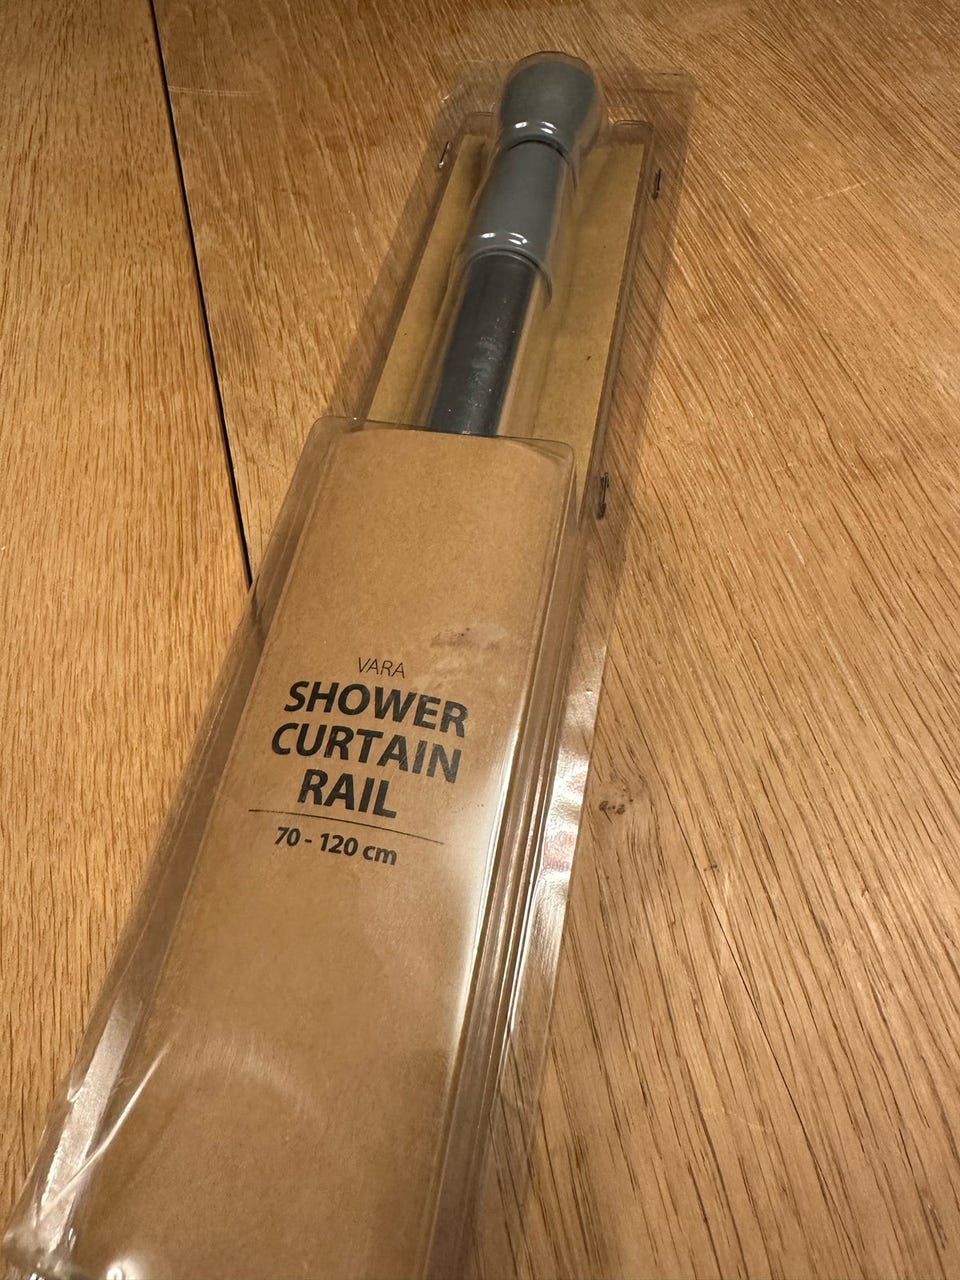 VARA
SHOWER
CURTAIN
RAIL
70 - 120 cm